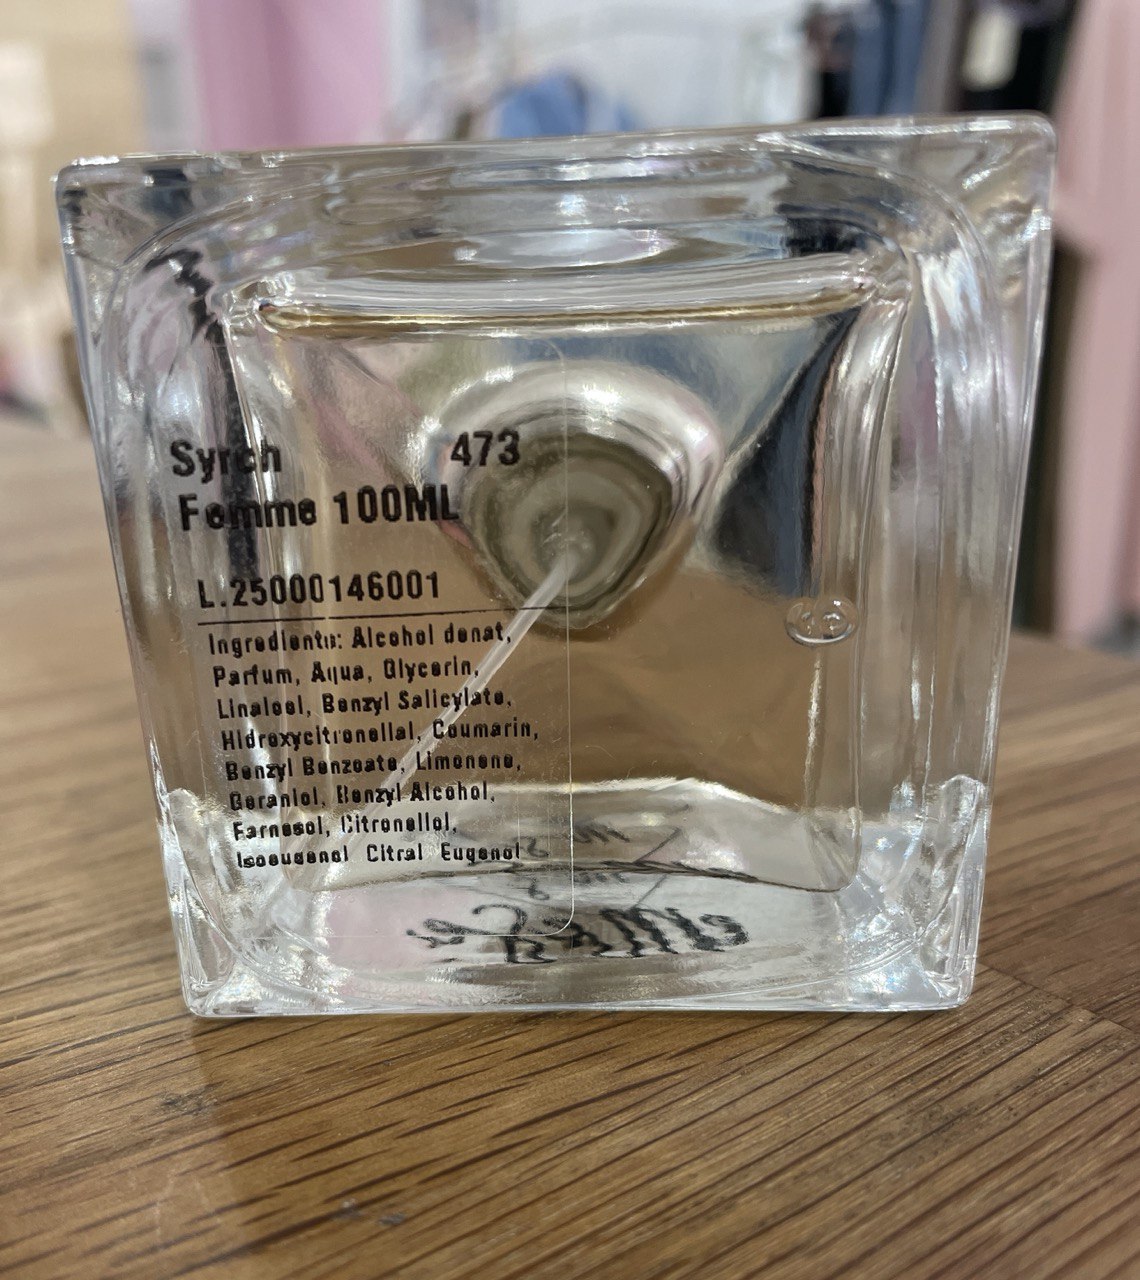 Syrch 473
Femme 100ML
L.25000146001
Ingredients: Alcohol denat,
Parfum, Aqua, Glycerin,
Linalool, Benzyl Salicylate,
Hidroxycitronellal, Coumarin,
Benzyl Benzoate, Limonene,
Geraniol, Benzyl Alcohol,
Farnesol, Citronellol,
Isoeugenol Citral Eugenol